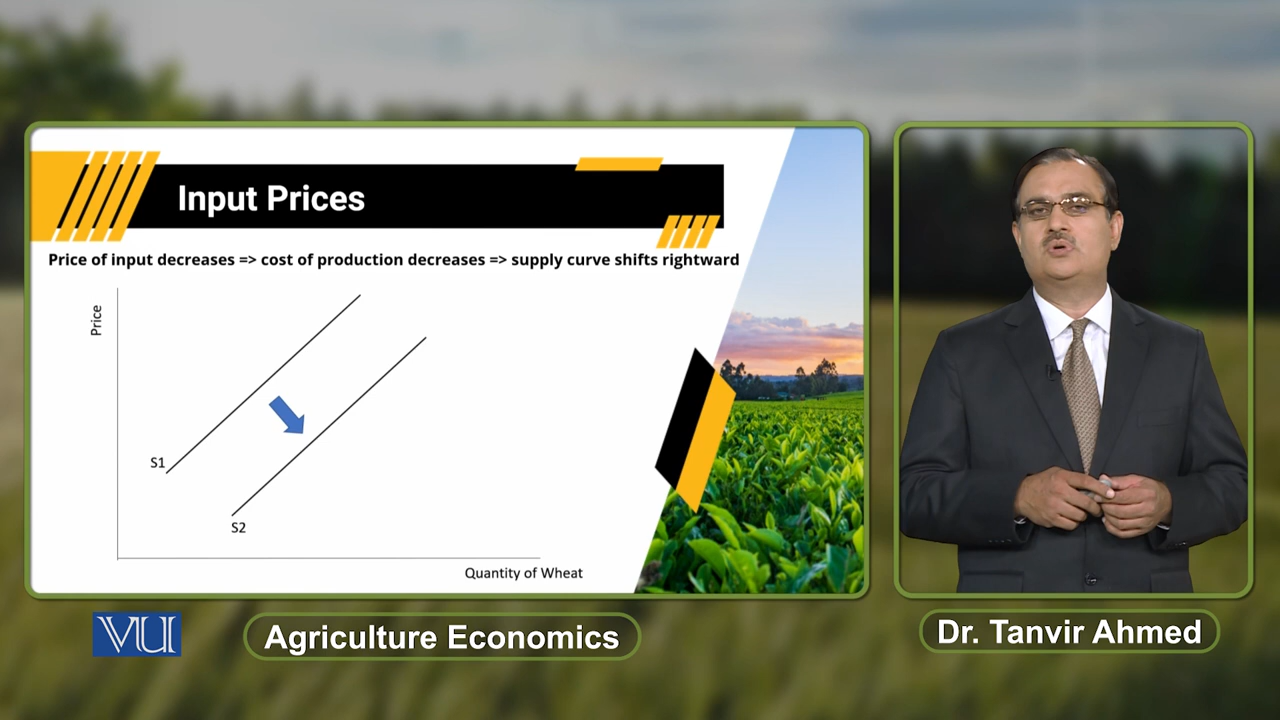 Input Prices
Price of input decreases => cost of production decreases => supply curve shifts rightward
Price
S1
S2
Quantity of Wheat
VU
Agriculture Economics
Dr. Tanvir Ahmed